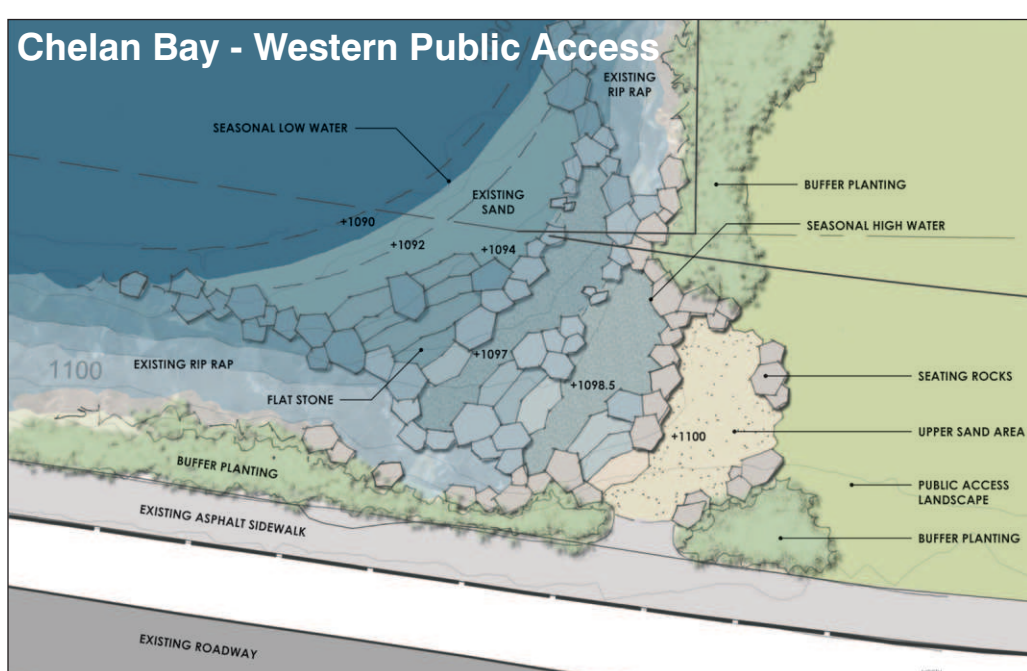 Chelan Bay - Western Public Access
EXISTING
RIP RAP
SEASONAL LOW WATER
BUFFER PLANTING
EXISTING
SAND
+1090
SEASONAL HIGH WATER
+1092
+1094
+1097
EXISTING RIP RAP
1100
+1098.5
SEATING ROCKS
FLAT STONE
UPPER SAND AREA
+1100
BUFFER PLANTING
PUBLIC ACCESS
LANDSCAPE
EXISTING ASPHALT SIDEWALK
BUFFER PLANTING
EXISTING ROADWAY